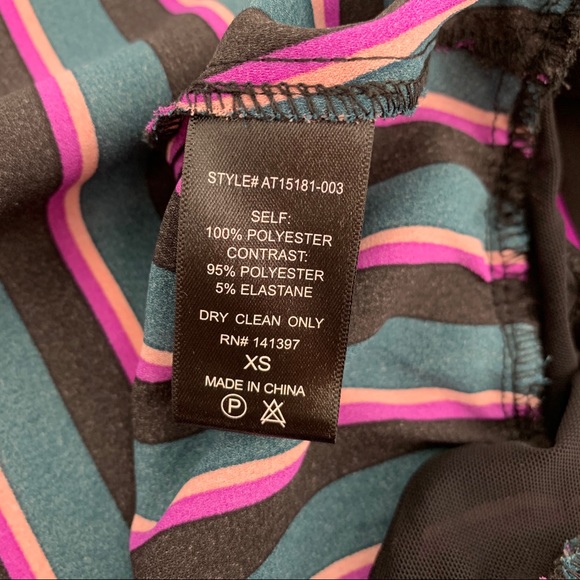 STYLE# AT15181-003
SELF:
100% POLYESTER
CONTRAST:
95% POLYESTER
5% ELASTANE
DRY CLEAN ONLY
RN# 141397
XS
MADE IN CHINA
P